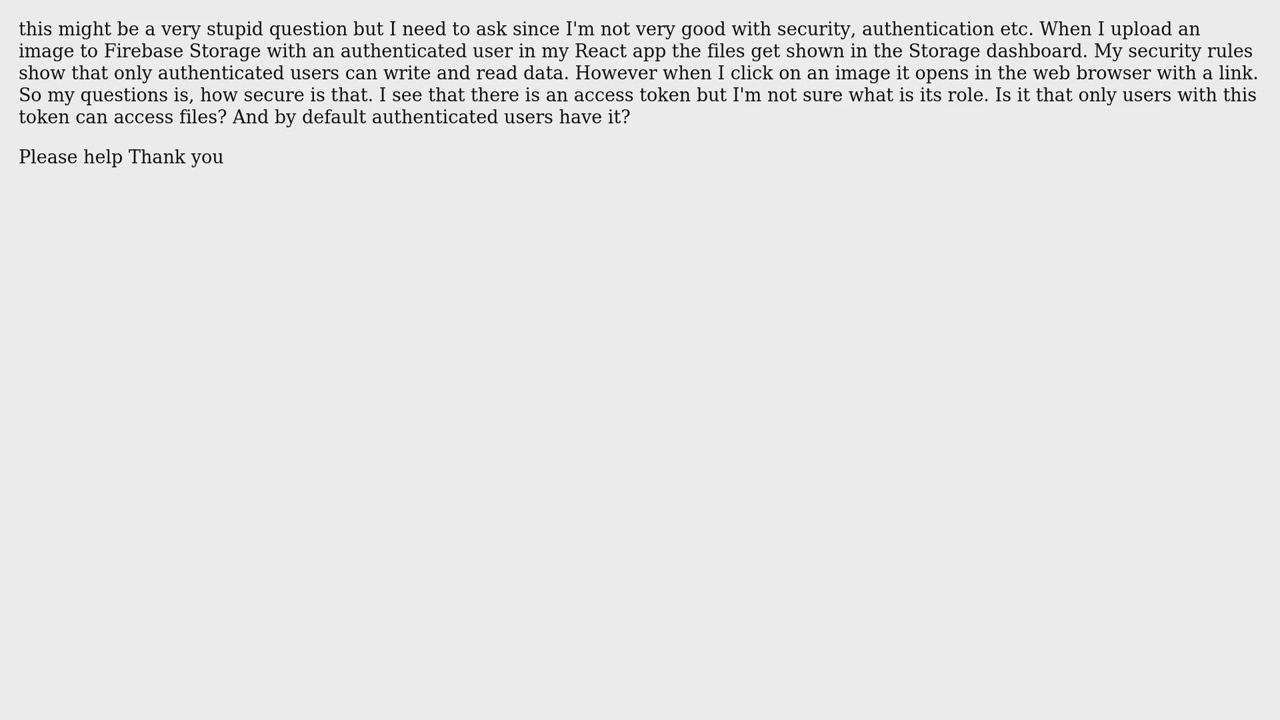 this might be a very stupid question but I need to ask since I'm not very good with security, authentication etc. When I upload an
image to Firebase Storage with an authenticated user in my React app the files get shown in the Storage dashboard. My security rules
show that only authenticated users can write and read data. However when I click on an image it opens in the web browser with a link.
So my questions is, how secure is that. I see that there is an access token but I'm not sure what is its role. Is it that only users with this
token can access files? And by default authenticated users have it?
Please help Thank you